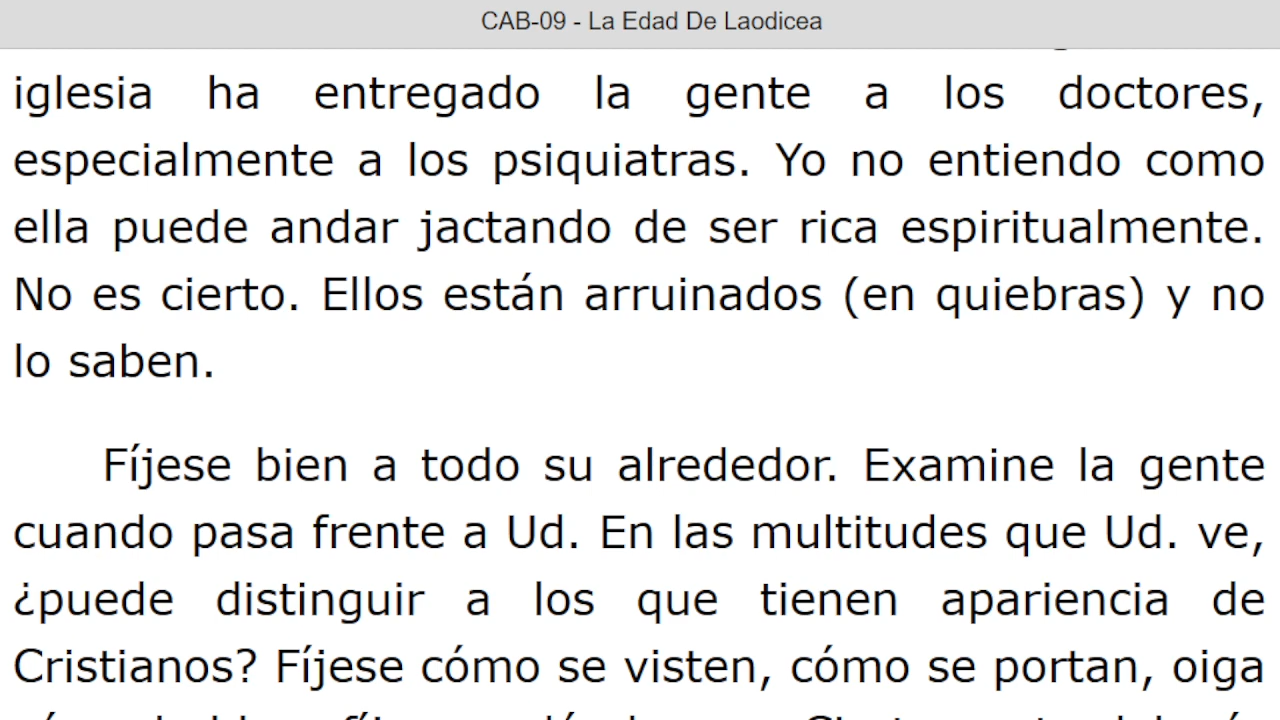 CAB-09 - La Edad De Laodicea
iglesia ha entregado la gente a los doctores,
especialmente a los psiquiatras. Yo no entiendo como
ella puede andar jactando de ser rica espiritualmente.
No es cierto. Ellos están arruinados (en quiebras) y no
lo saben.
Fíjese bien a todo su alrededor. Examine la gente
cuando pasa frente a Ud. En las multitudes que Ud. ve,
¿puede distinguir a los que tienen apariencia de
Cristianos? Fíjese cómo se visten, cómo se portan, oiga